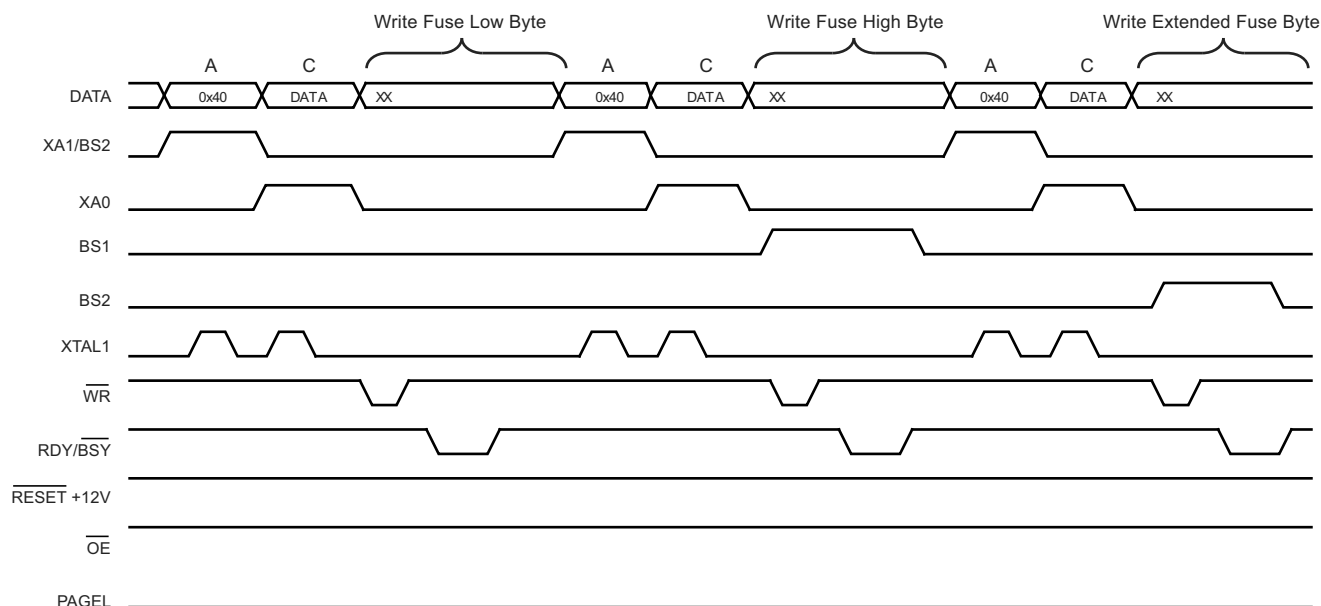 Write Fuse Low Byte Write Fuse High Byte Write Extended Fuse Byte
A C A C A C
DATA 0x40 DATA XX 0x40 DATA XX 0x40 DATA XX
XA1/BS2
XA0
BS1
BS2
XTAL1
WR
RDY/BSY
RESET +12V
OE
PAGEL